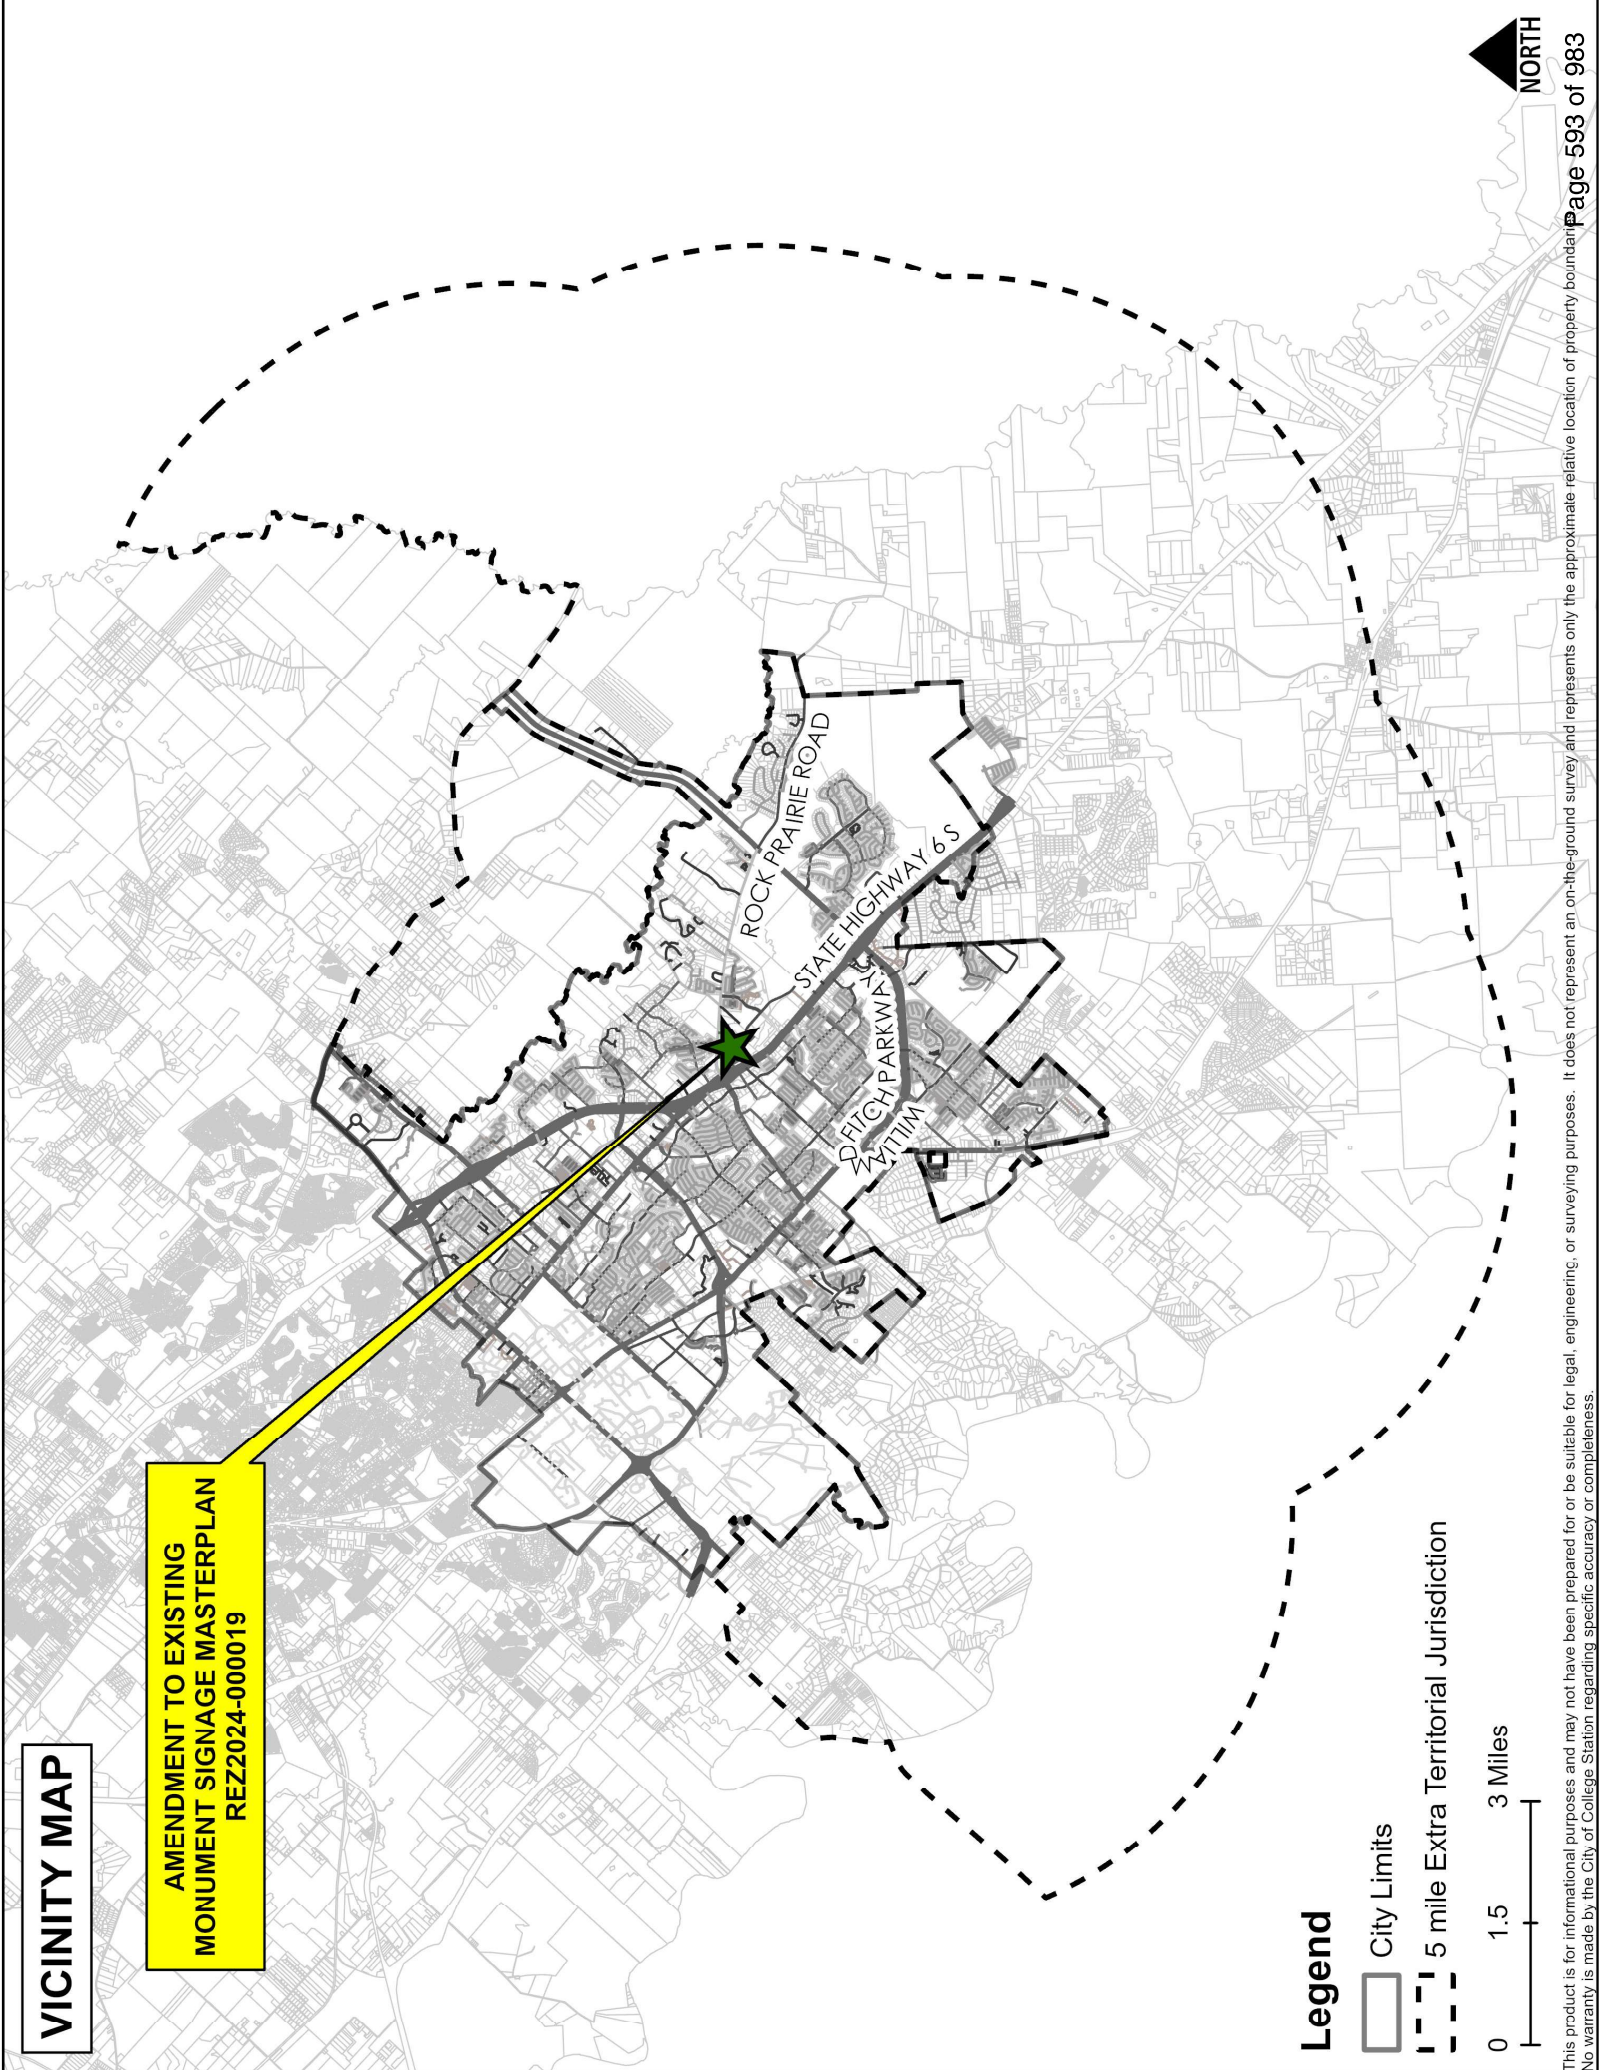 VICINITY MAP
AMENDMENT TO EXISTING
MONUMENT SIGNAGE MASTERPLAN
REZ2024-000019
ROCK PRAIRIE ROAD
STATE HIGHWAY 6 S
WILLIAM
D FITCH PARKWAY
NORTH
Legend
City Limits
5 mile Extra Territorial Jurisdiction
0 1.5 3 Miles
This product is for informational purposes and may not have been prepared for or be suitable for legal, engineering, or surveying purposes. It does not represent an on-the-ground survey and represents only the approximate relative location of property boundaries.
No warranty is made by the City of College Station regarding specific accuracy or completeness.
Page 593 of 983